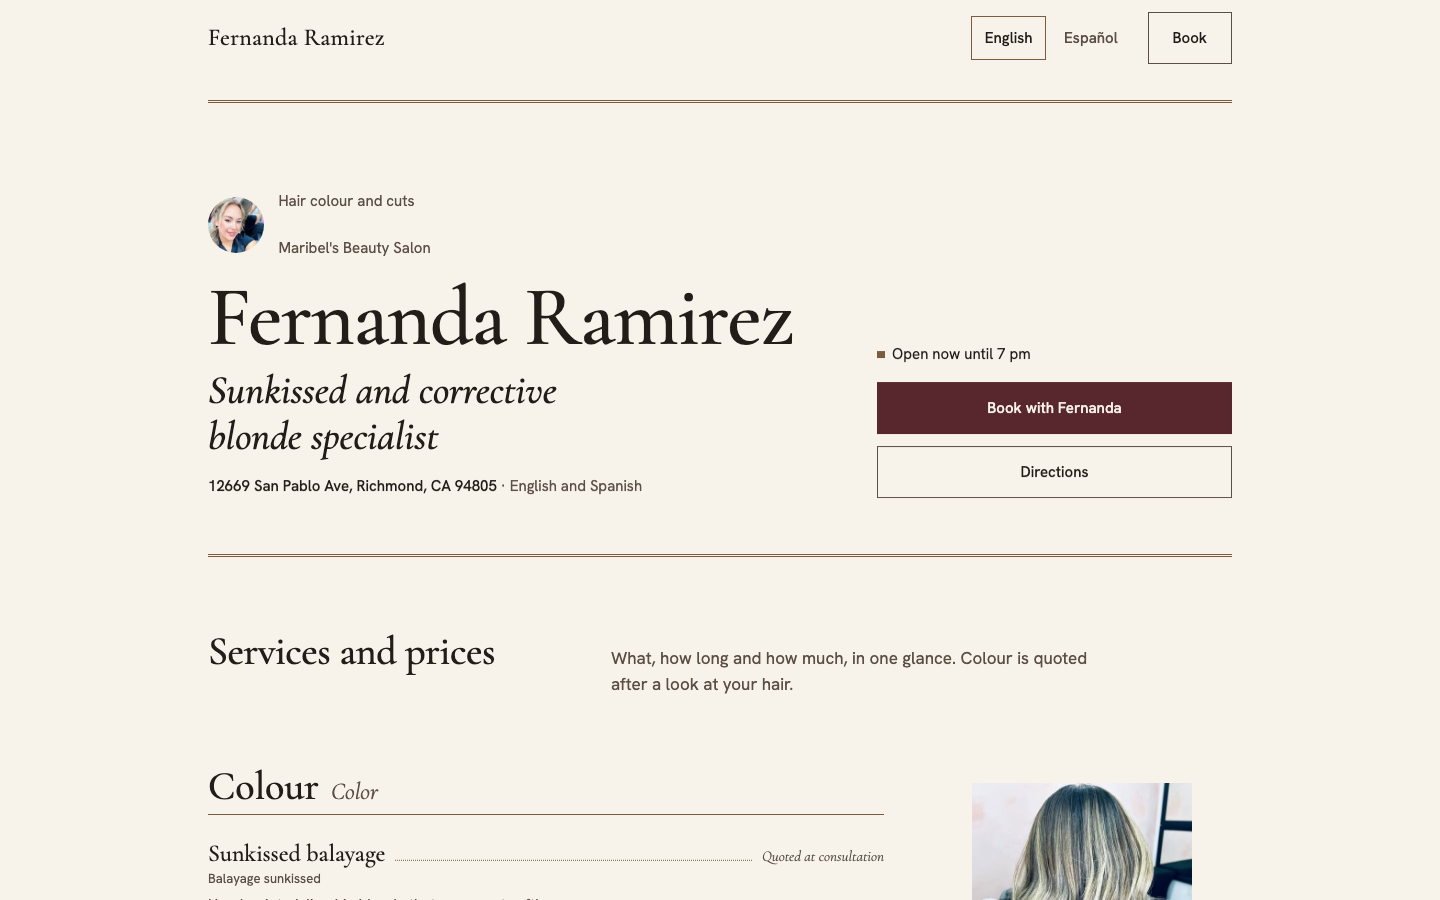 Fernanda Ramirez
English
Español
Book
Hair colour and cuts
Maribel's Beauty Salon
Fernanda Ramirez
Sunkissed and corrective
blonde specialist
12669 San Pablo Ave, Richmond, CA 94805 · English and Spanish
Open now until 7 pm
Book with Fernanda
Directions
Services and prices
What, how long and how much, in one glance. Colour is quoted
after a look at your hair.
Colour Color
Sunkissed balayage Quoted at consultation
Balayage sunkissed